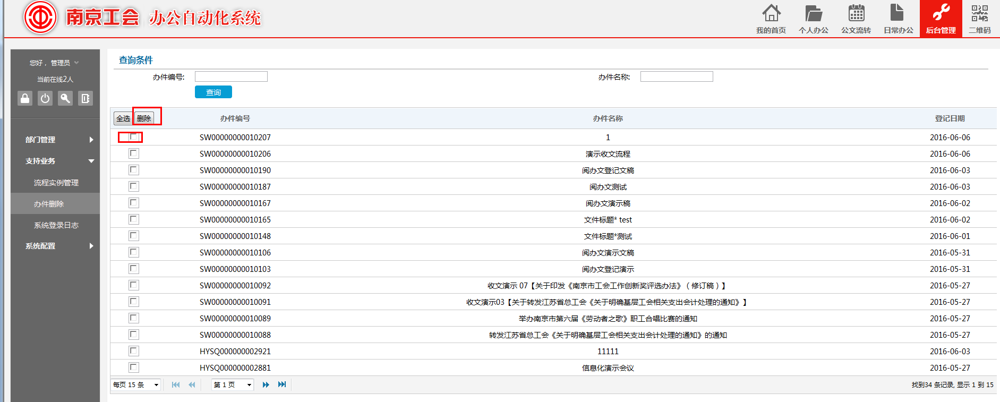 南京工会 办公自动化系统
我的首页 个人办公 公文流转 日常办公 后台管理 二维码
您好， 管理员
当前在线2人
部门管理
支持业务
流程实例管理
办件删除
系统登录日志
系统配置
查询条件
办件编号: 办件名称:
查询
全选 删除 办件编号 办件名称 登记日期
SW00000000010207 1 2016-06-06
SW00000000010206 演示收文流程 2016-06-06
SW00000000010190 阅办文登记文稿 2016-06-03
SW00000000010187 阅办文测试 2016-06-03
SW00000000010167 阅办文演示稿 2016-06-02
SW00000000010165 文件标题* test 2016-06-02
SW00000000010148 文件标题*测试 2016-06-01
SW00000000010106 阅办文演示文稿 2016-05-31
SW00000000010103 阅办文登记演示 2016-05-31
SW00000000010092 收文演示 07【关于印发《南京市工会工作创新奖评选办法》（修订稿）】 2016-05-27
SW00000000010091 收文演示03【关于转发江苏省总工会《关于明确基层工会相关支出会计处理的通知》】 2016-05-27
SW00000000010089 举办南京市第六届《劳动者之歌》职工合唱比赛的通知 2016-05-27
SW00000000010088 转发江苏省总工会《关于明确基层工会相关支出会计处理的通知》的通知 2016-05-27
HYSQ000000002921 11111 2016-06-03
HYSQ000000002881 信息化演示会议 2016-05-27
每页 15 条 第 1 页 找到34 条记录, 显示 1 到 15